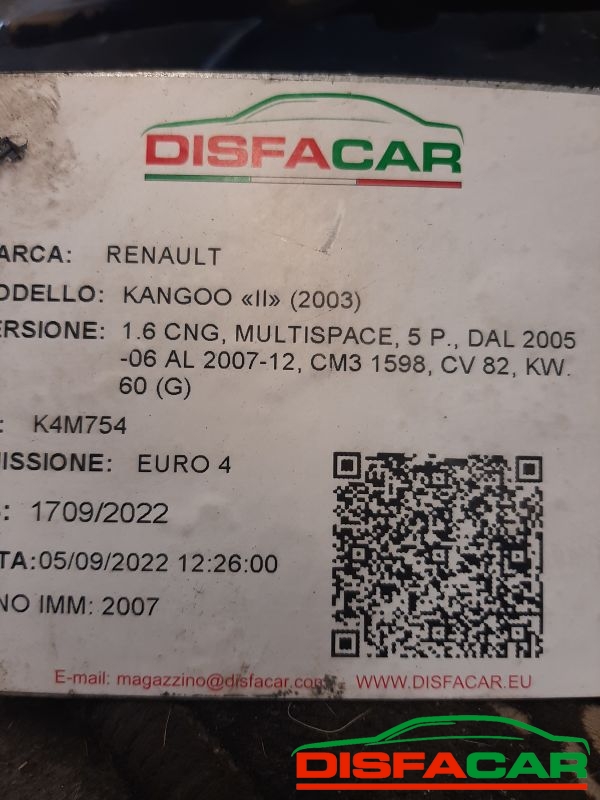 DISFACAR
ARCA: RENAULT
ODELLO: KANGOO «II» (2003)
ERSIONE: 1.6 CNG, MULTISPACE, 5 P., DAL 2005
-06 AL 2007-12, CM3 1598, CV 82, KW.
60 (G)
: K4M754
ISSIONE: EURO 4
: 1709/2022
TA:05/09/2022 12:26:00
NO IMM: 2007
E-mail: magazzino@disfacar.com WWW.DISFACAR.EU
DISFACAR